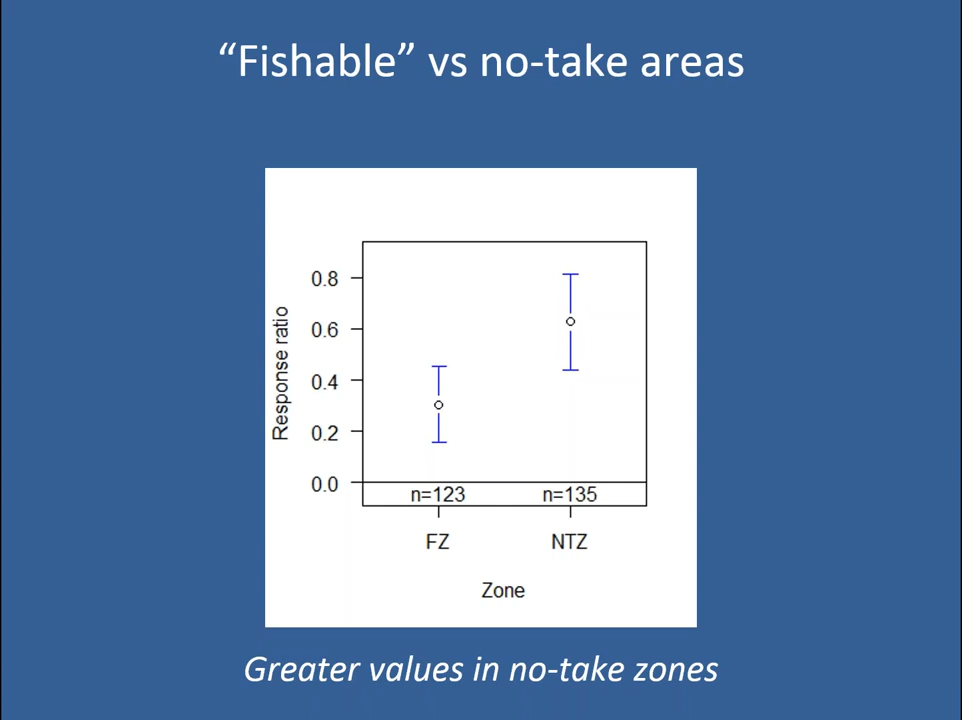 “Fishable” vs no-take areas
0.8
0.6
0.4
0.2
0.0
Response ratio
n=123 n=135
FZ NTZ
Zone
Greater values in no-take zones